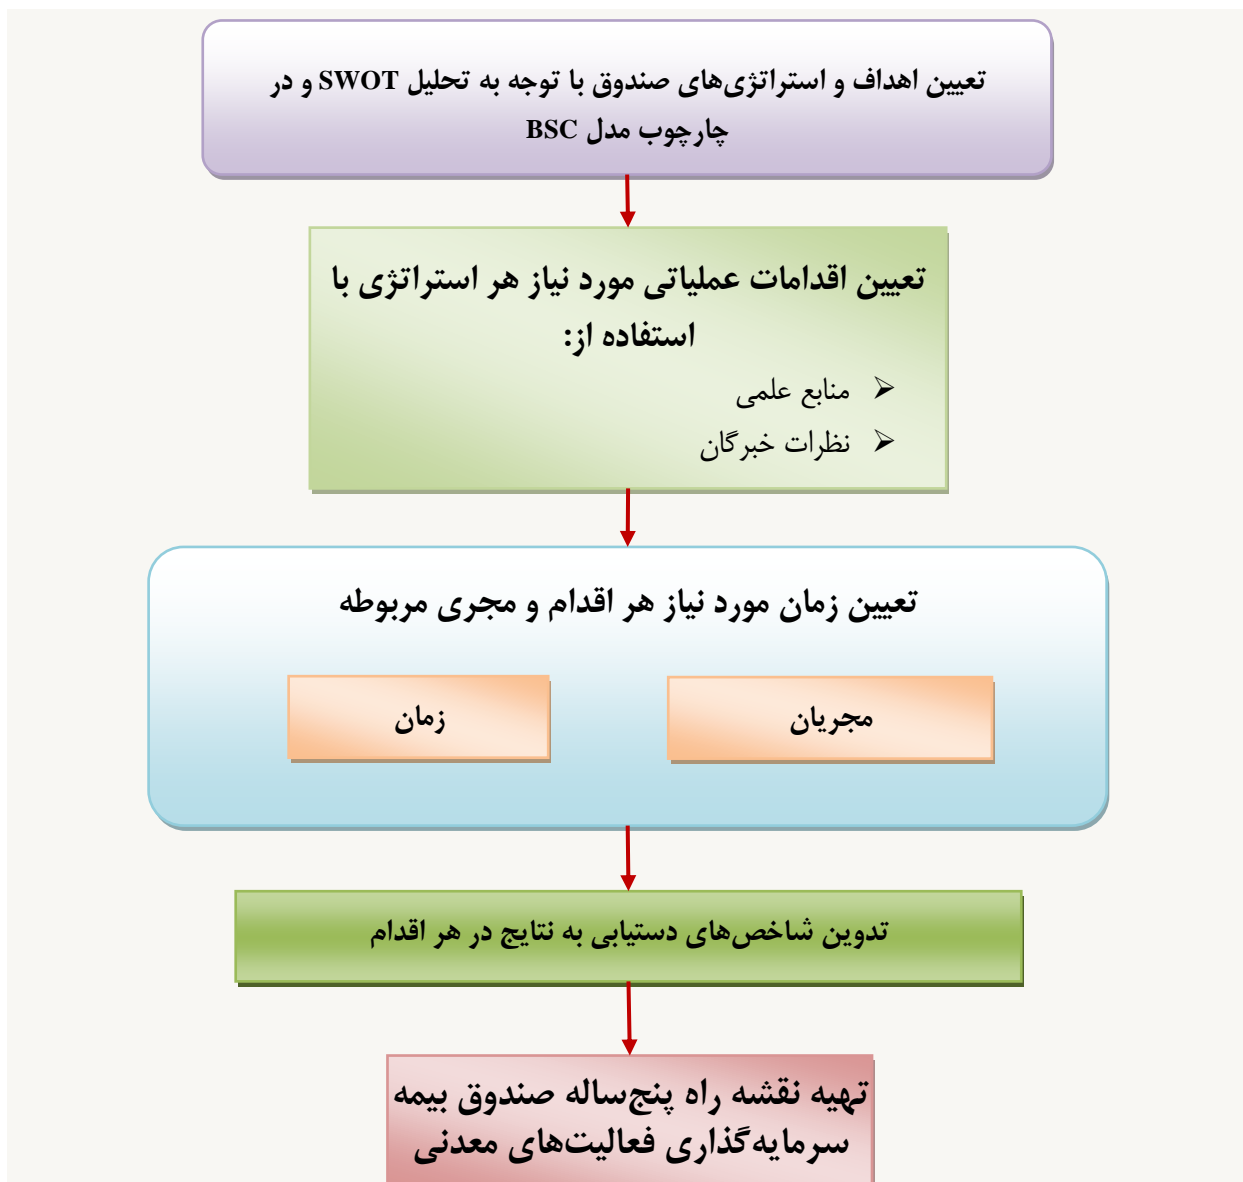 تعیین اهداف و استراتژی‌های صندوق با توجه به تحلیل SWOT و در
چارچوب مدل BSC
تعیین اقدامات عملیاتی مورد نیاز هر استراتژی با
استفاده از:
⮚ منابع علمی
⮚ نظرات خبرگان
تعیین زمان مورد نیاز هر اقدام و مجری مربوطه
مجریان
زمان
تدوین شاخص‌های دستیابی به نتایج در هر اقدام
تهیه نقشه راه پنج‌ساله صندوق بیمه
سرمایه‌گذاری فعالیت‌های معدنی